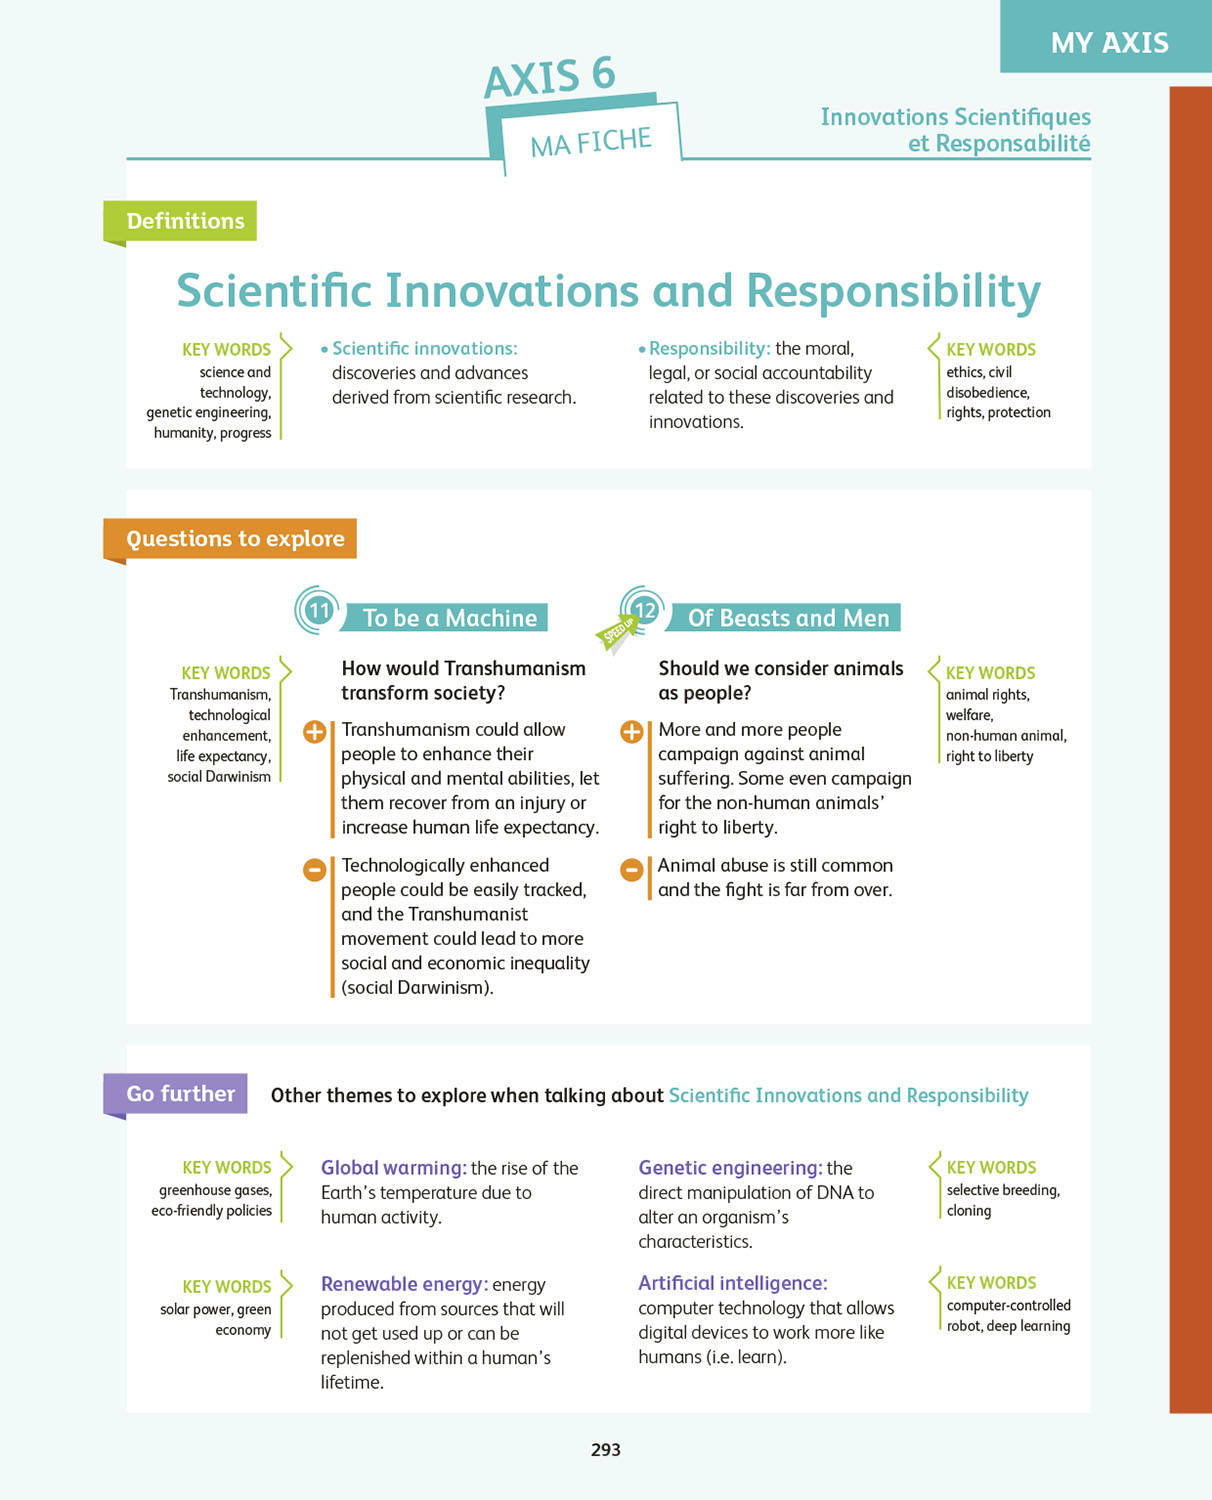 MY AXIS
AXIS 6
MA FICHE
Innovations Scientifiques
et Responsabilité
Definitions
Scientific Innovations and Responsibility
KEY WORDS
science and
technology,
genetic engineering,
humanity, progress
• Scientific innovations:
discoveries and advances
derived from scientific research.
• Responsibility: the moral,
legal, or social accountability
related to these discoveries and
innovations.
KEY WORDS
ethics, civil
disobedience,
rights, protection
Questions to explore
11 To be a Machine
KEY WORDS
Transhumanism,
technological
enhancement,
life expectancy,
social Darwinism
How would Transhumanism
transform society?
+ Transhumanism could allow
people to enhance their
physical and mental abilities, let
them recover from an injury or
increase human life expectancy.
- Technologically enhanced
people could be easily tracked,
and the Transhumanist
movement could lead to more
social and economic inequality
(social Darwinism).
SPEED UP
12 Of Beasts and Men
Should we consider animals
as people?
+ More and more people
campaign against animal
suffering. Some even campaign
for the non-human animals’
right to liberty.
- Animal abuse is still common
and the fight is far from over.
KEY WORDS
animal rights,
welfare,
non-human animal,
right to liberty
Go further
Other themes to explore when talking about Scientific Innovations and Responsibility
KEY WORDS
greenhouse gases,
eco-friendly policies
Global warming: the rise of the
Earth’s temperature due to
human activity.
Genetic engineering: the
direct manipulation of DNA to
alter an organism’s
characteristics.
KEY WORDS
selective breeding,
cloning
KEY WORDS
solar power, green
economy
Renewable energy: energy
produced from sources that will
not get used up or can be
replenished within a human’s
lifetime.
Artificial intelligence:
computer technology that allows
digital devices to work more like
humans (i.e. learn).
KEY WORDS
computer-controlled
robot, deep learning
293